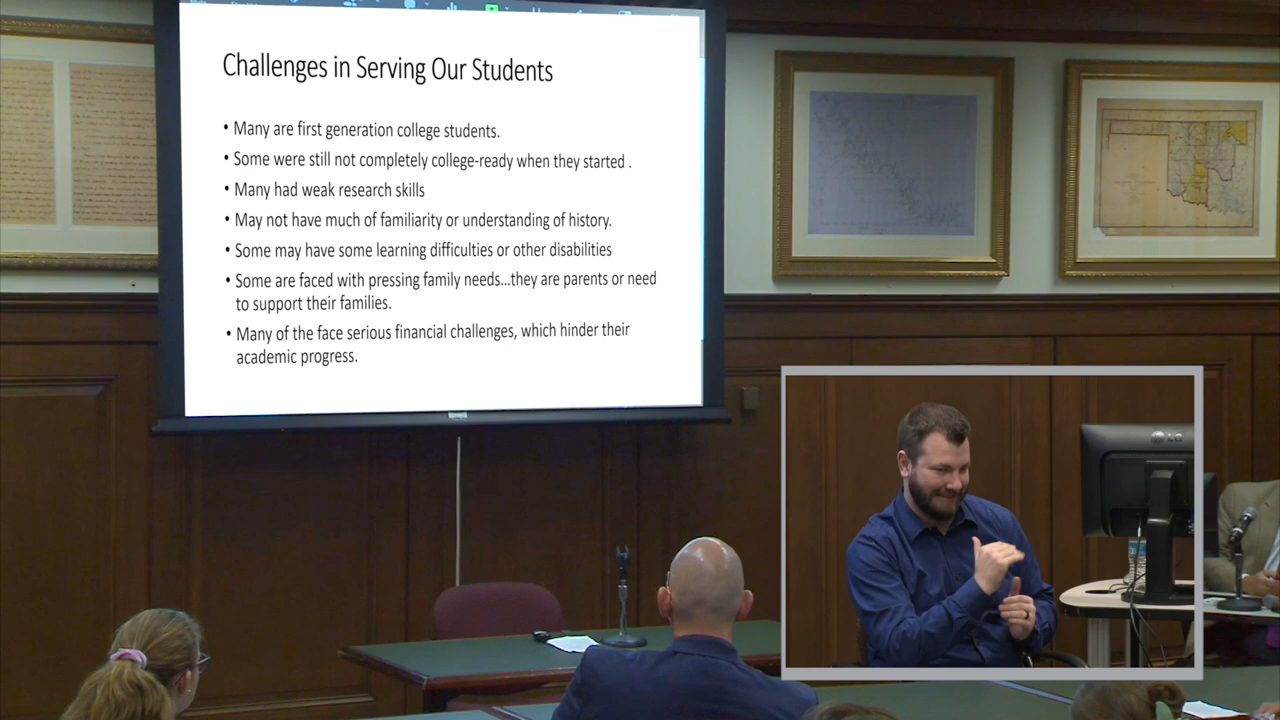 Challenges in Serving Our Students
• Many are first generation college students.
• Some were still not completely college-ready when they started .
• Many had weak research skills
• May not have much of familiarity or understanding of history.
• Some may have some learning difficulties or other disabilities
• Some are faced with pressing family needs...they are parents or need
to support their families.
• Many of the face serious financial challenges, which hinder their
academic progress.
LG